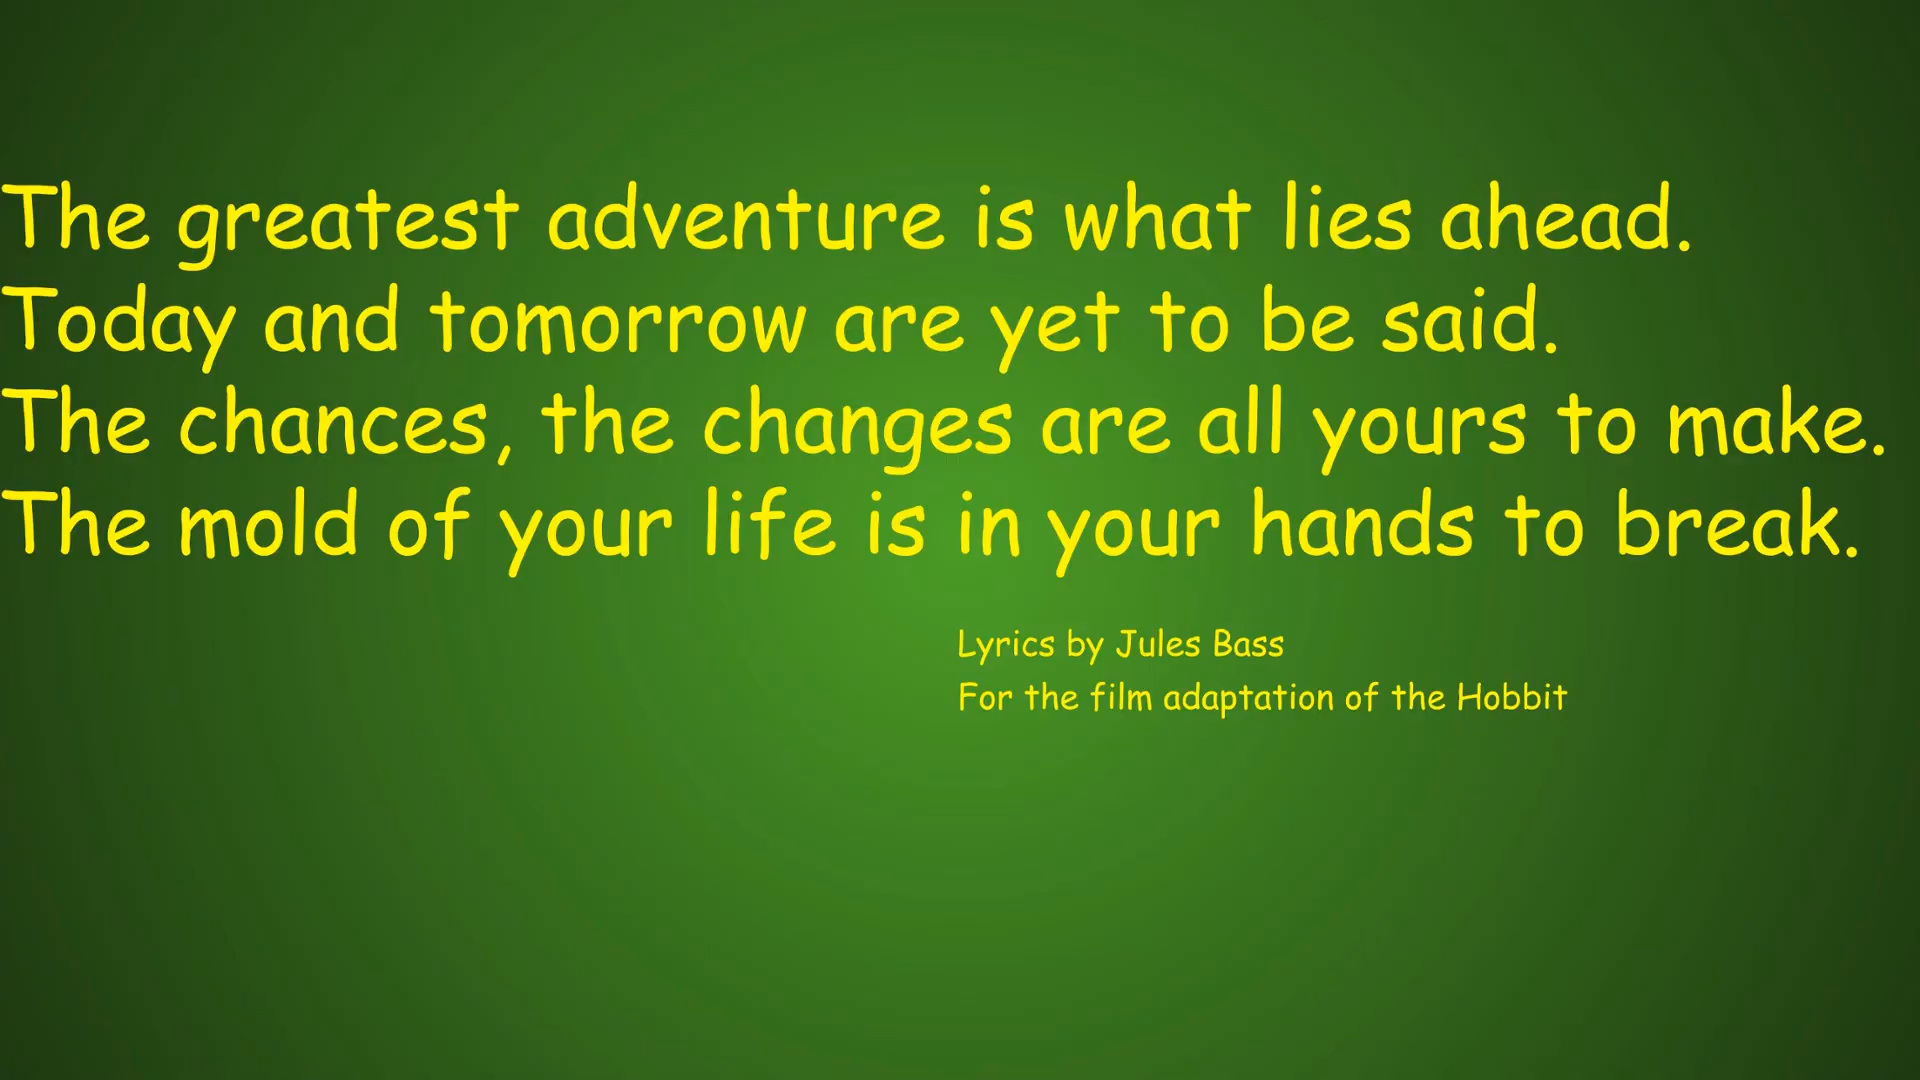 The greatest adventure is what lies ahead.
Today and tomorrow are yet to be said.
The chances, the changes are all yours to make.
The mold of your life is in your hands to break.
Lyrics by Jules Bass
For the film adaptation of the Hobbit